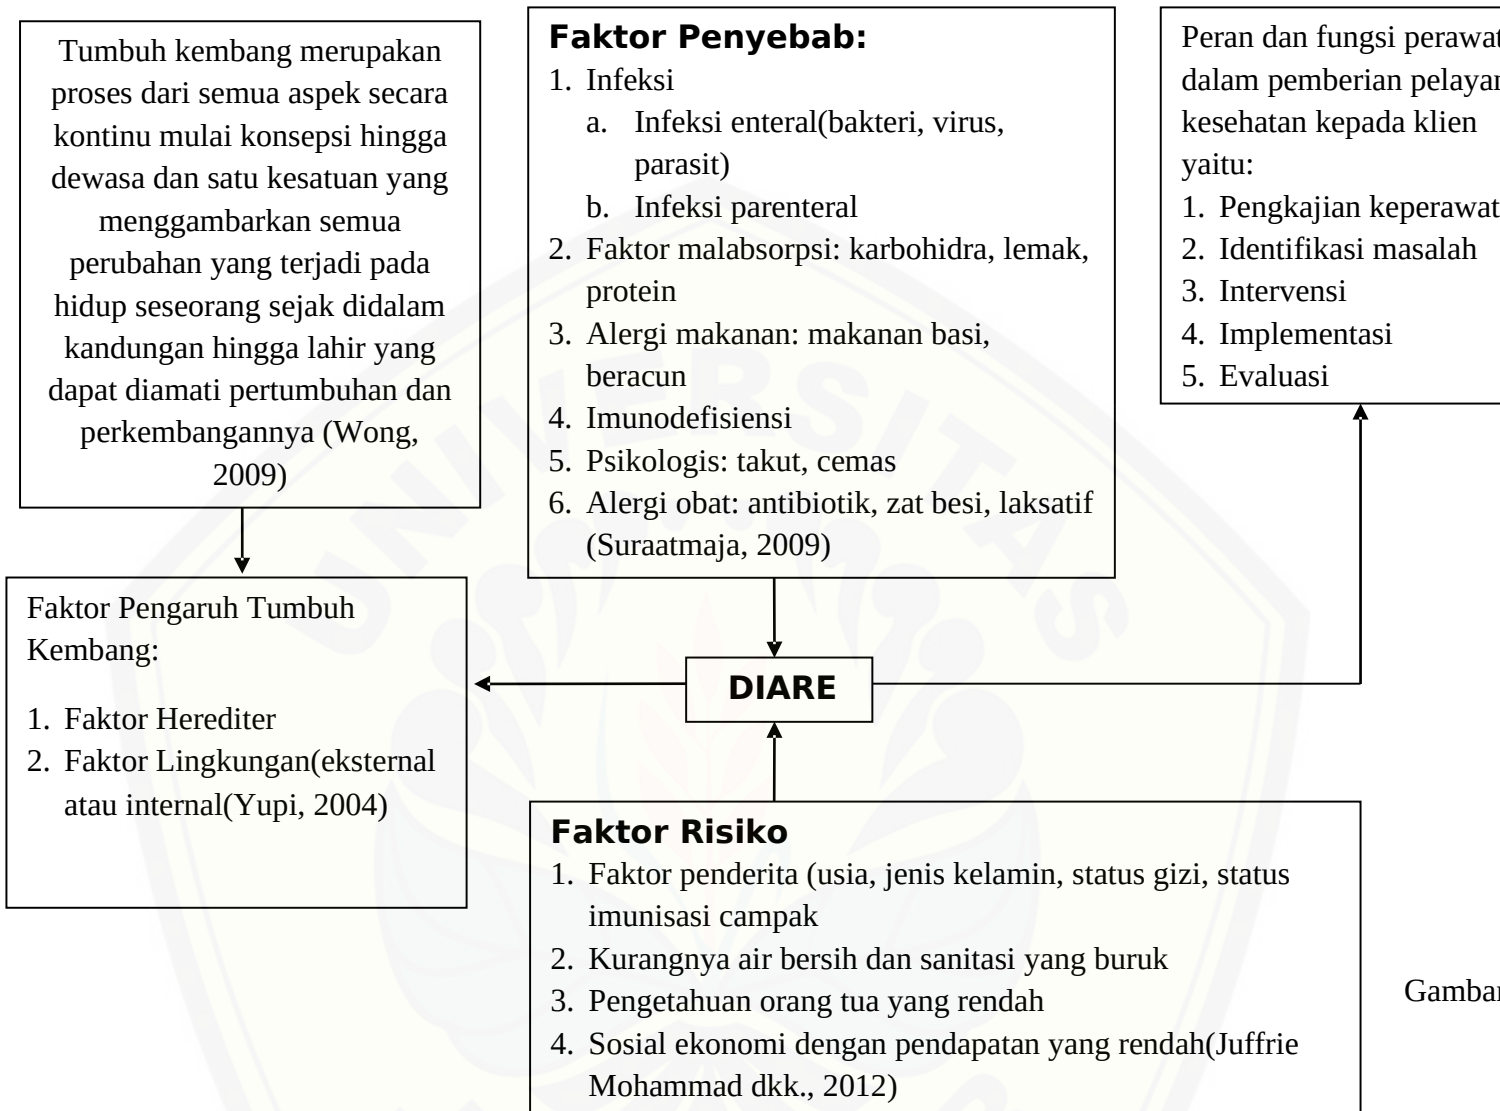 Tumbuh kembang merupakan
proses dari semua aspek secara
kontinu mulai konsepsi hingga
dewasa dan satu kesatuan yang
menggambarkan semua
perubahan yang terjadi pada
hidup seseorang sejak didalam
kandungan hingga lahir yang
dapat diamati pertumbuhan dan
perkembangannya (Wong,
2009)
Faktor Penyebab:
1. Infeksi
a. Infeksi enteral(bakteri, virus,
parasit)
b. Infeksi parenteral
2. Faktor malabsorpsi: karbohidra, lemak,
protein
3. Alergi makanan: makanan basi,
beracun
4. Imunodefisiensi
5. Psikologis: takut, cemas
6. Alergi obat: antibiotik, zat besi, laksatif
(Suraatmaja, 2009)
Peran dan fungsi perawat
dalam pemberian
kesehatan kepada klien
yaitu:
1. Pengkajian
2. Identifikasi masalah
3. Intervensi
4. Implementasi
5. Evaluasi
Faktor Pengaruh Tumbuh
Kembang:
1. Faktor Herediter
2. Faktor Lingkungan(eksternal
atau internal(Yupi, 2004)
DIARE
Faktor Risiko
1. Faktor penderita (usia, jenis kelamin, status gizi, status
imunisasi campak
2. Kurangnya air bersih dan sanitasi yang buruk
3. Pengetahuan orang tua yang rendah
4. Sosial ekonomi dengan pendapatan yang rendah(Juffrie
Mohammad dkk., 2012)
Gambar
UNIVERSITAS